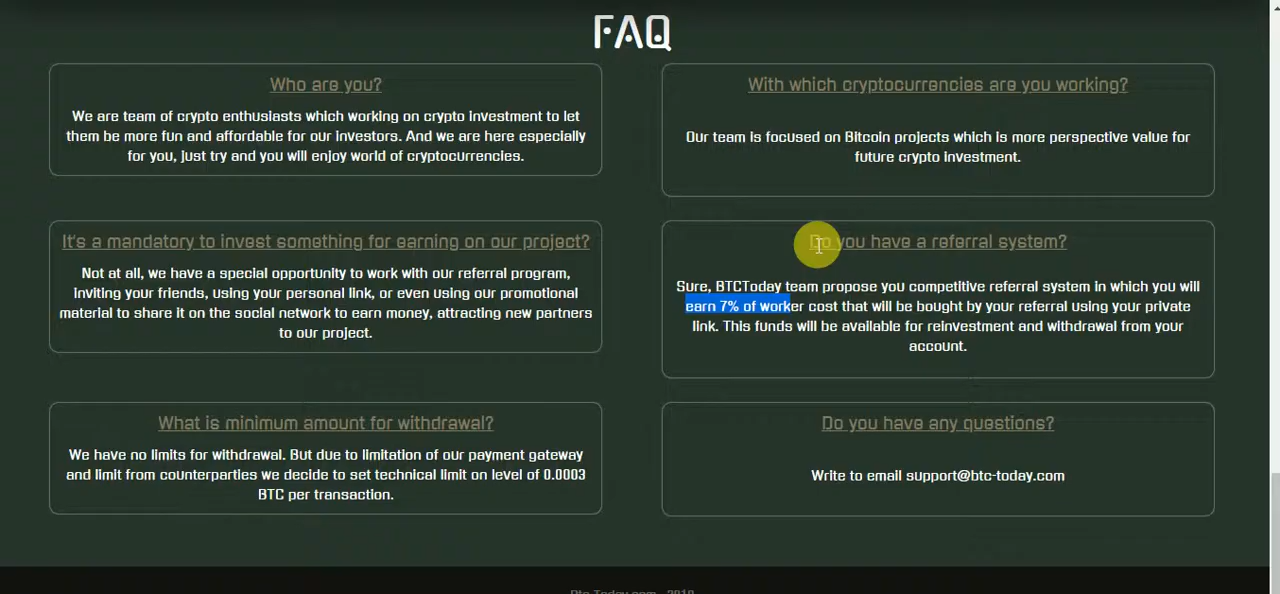 FAQ
Who are you?
We are team of crypto enthusiasts which working on crypto investment to let
them be more fun and affordable for our investors. And we are here especially
for you, just try and you will enjoy world of cryptocurrencies.
With which cryptocurrencies are you working?
Our team is focused on Bitcoin projects which is more perspective value for
future crypto investment.
It's a mandatory to invest something for earning on our project?
Not at all, we have a special opportunity to work with our referral program,
inviting your friends, using your personal link, or even using our promotional
material to share it on the social network to earn money, attracting new partners
to our project.
Do you have a referral system?
Sure, BTCToday team propose you competitive referral system in which you will
earn 7% of worker cost that will be bought by your referral using your private
link. This funds will be available for reinvestment and withdrawal from your
account.
What is minimum amount for withdrawal?
We have no limits for withdrawal. But due to limitation of our payment gateway
and limit from counterparties we decide to set technical limit on level of 0.0003
BTC per transaction.
Do you have any questions?
Write to email support@btc-today.com